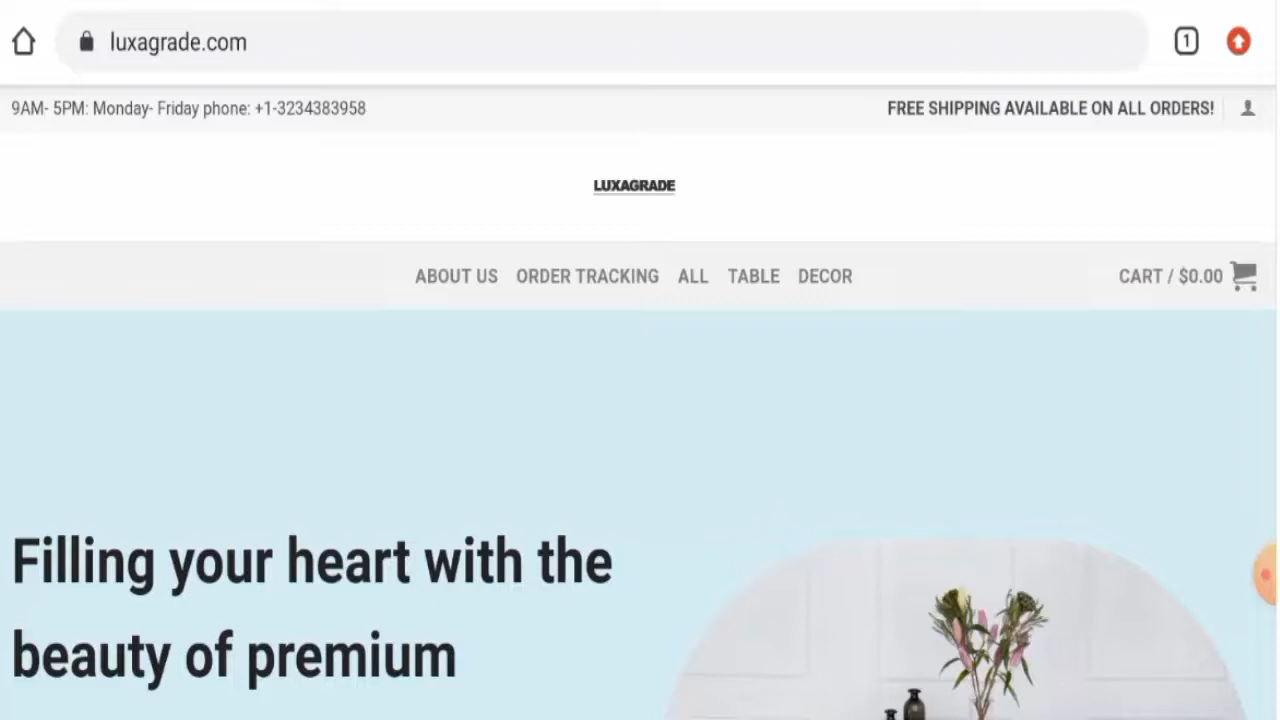 luxagrade.com
1
9AM- 5PM: Monday- Friday phone: +1-3234383958
FREE SHIPPING AVAILABLE ON ALL ORDERS!
LUXAGRADE
ABOUT US ORDER TRACKING ALL TABLE DECOR
CART / $0.00
Filling your heart with the
beauty of premium